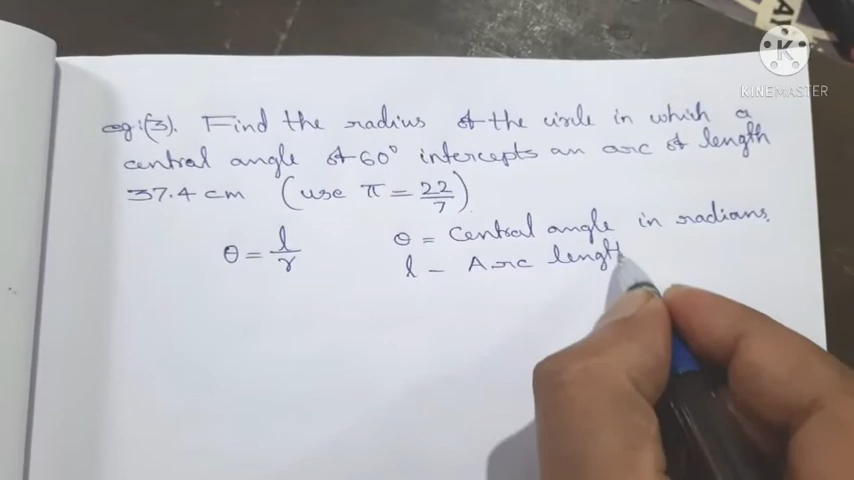 eg:(3). Find the radius of the circle in which a
central angle of 60° intercepts an arc of length
37.4 cm (use π = 22/7)
θ = l/r
θ = Central angle in radians.
l - Arc length
KINEMASTER